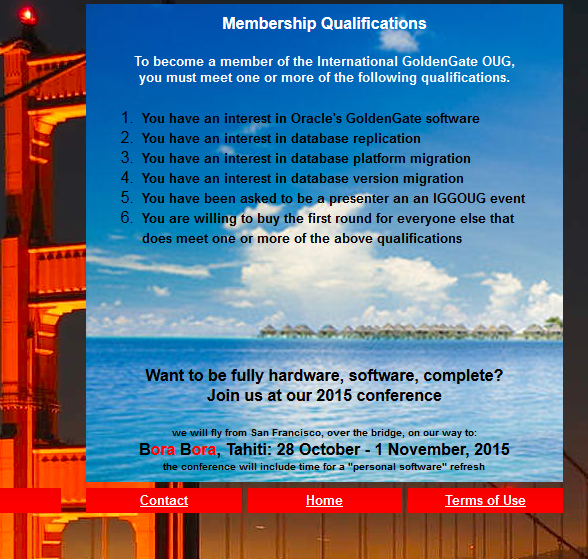 Membership Qualifications
To become a member of the International GoldenGate OUG,
you must meet one or more of the following qualifications.
1. You have an interest in Oracle's GoldenGate software
2. You have an interest in database replication
3. You have an interest in database platform migration
4. You have an interest in database version migration
5. You have been asked to be a presenter an an IGGOUG event
6. You are willing to buy the first round for everyone else that
does meet one or more of the above qualifications
Want to be fully hardware, software, complete?
Join us at our 2015 conference
we will fly from San Francisco, over the bridge, on our way to:
Bora Bora, Tahiti: 28 October - 1 November, 2015
the conference will include time for a "personal software" refresh
Contact Home Terms of Use